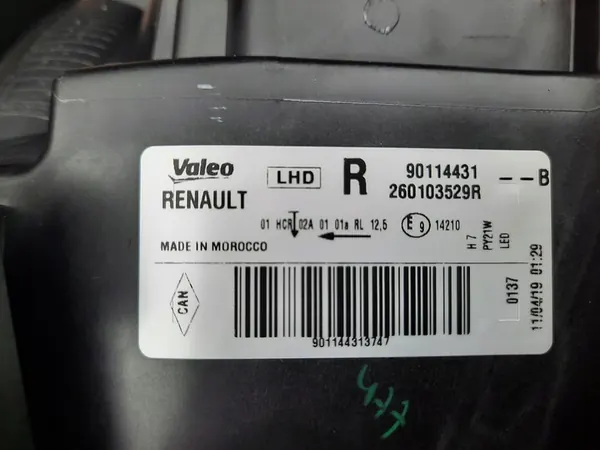 Valeo LHD R 90114431 --B
RENAULT 260103529R
01 HCR 02A 01 01a RL 12,5 E9 14210
MADE IN MOROCCO
H7
PY21W
LED
CAN
0137
11/04/19 01:29
901144313747
477